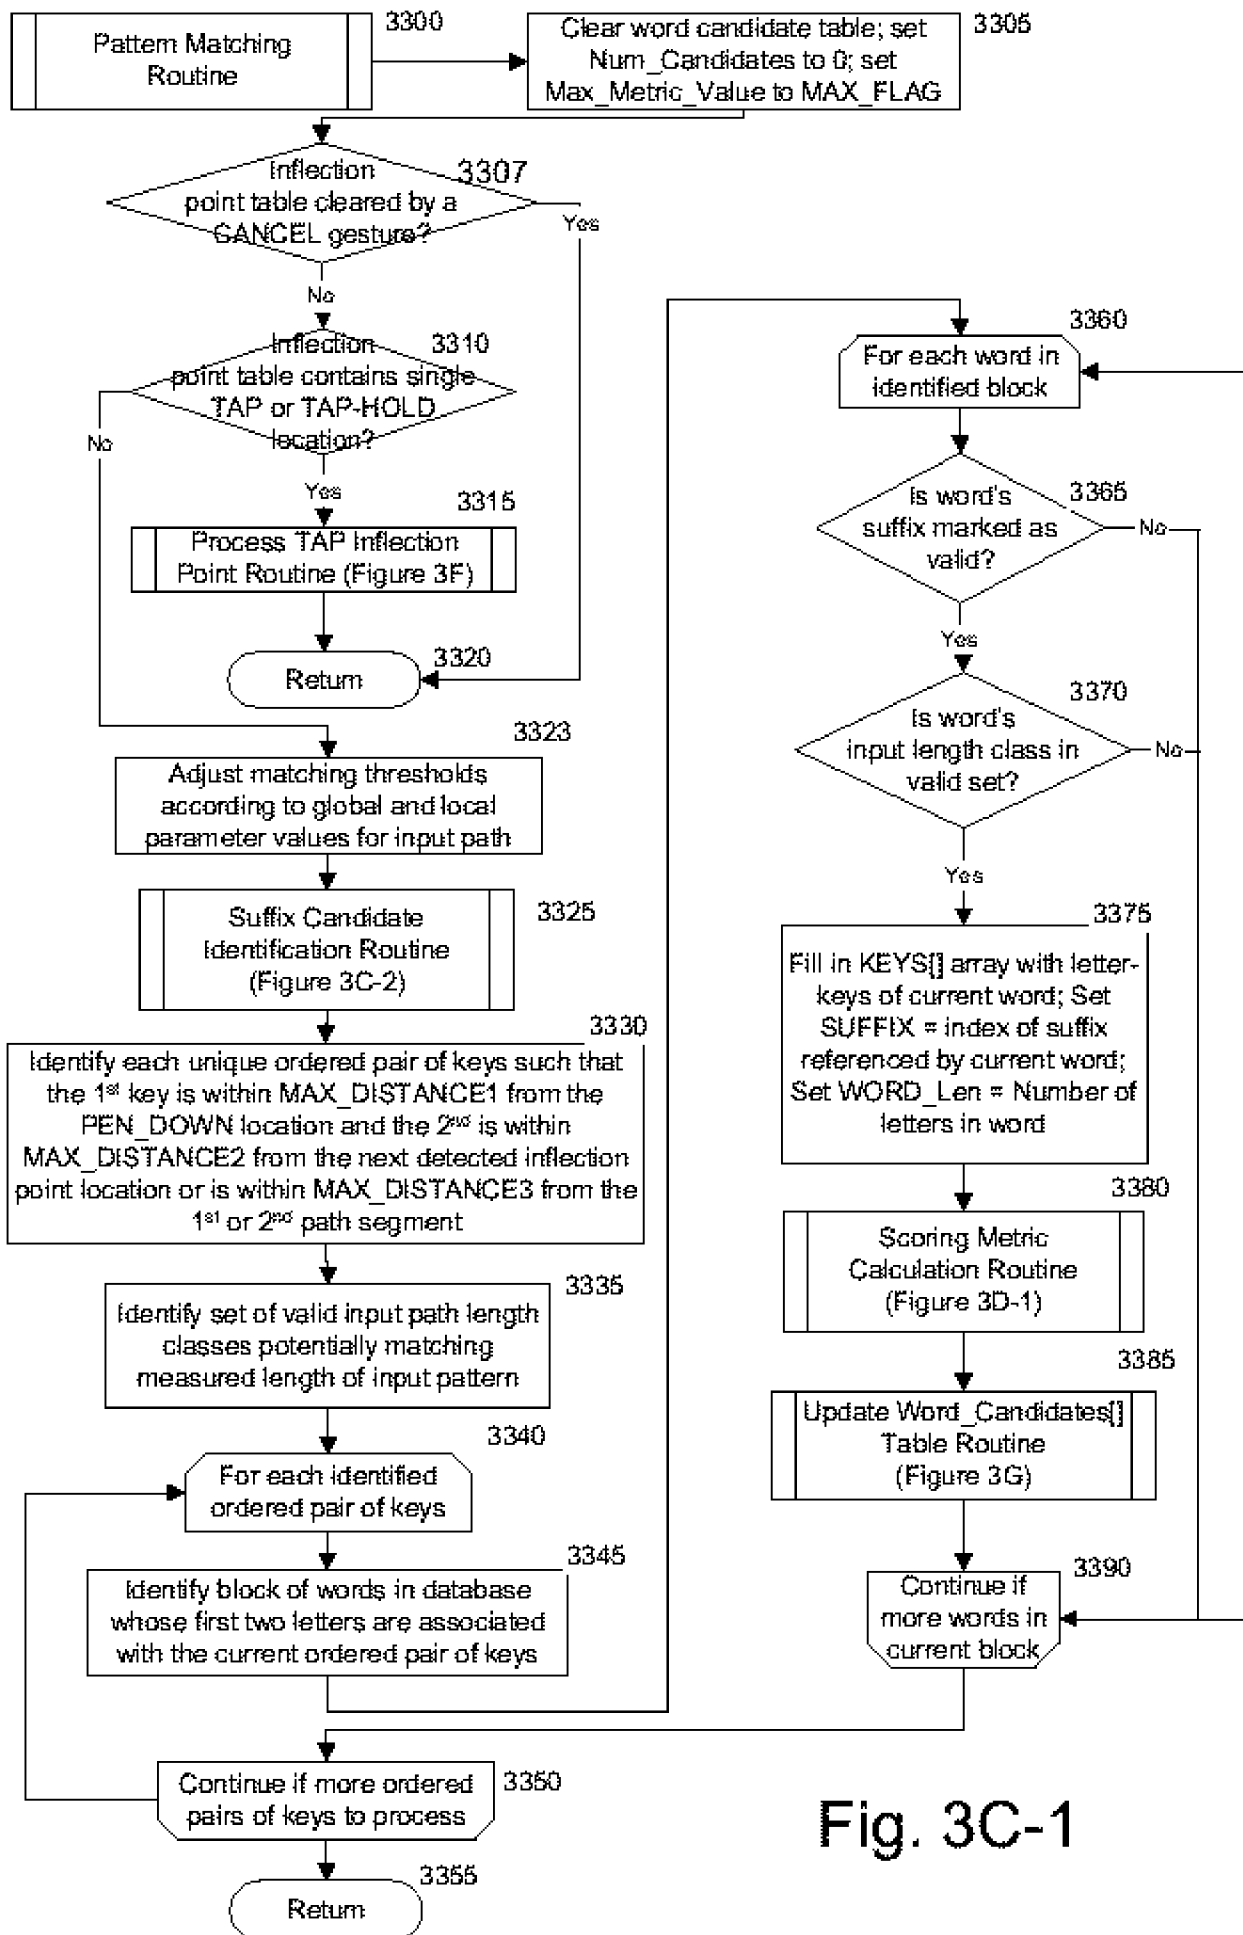 3300
Pattern Matching
Routine
3305
Clear word candidate table; set
Num_Candidates to 0; set
Max_Metric_Value to MAX_FLAG
3307
Inflection
point table cleared by a
CANCEL gesture?
Yes
No
3310
Inflection
point table contains single
TAP or TAP-HOLD
location?
No
Yes
3315
Process TAP Inflection
Point Routine (Figure 3F)
3320
Return
3323
Adjust matching thresholds
according to global and local
parameter values for input path
3325
Suffix Candidate
Identification Routine
(Figure 3C-2)
3330
Identify each unique ordered pair of keys such that
the 1st key is within MAX_DISTANCE1 from the
PEN_DOWN location and the 2nd is within
MAX_DISTANCE2 from the next detected inflection
point location or is within MAX_DISTANCE3 from the
1st or 2nd path segment
3335
Identify set of valid input path length
classes potentially matching
measured length of input pattern
3340
For each identified
ordered pair of keys
3345
Identify block of words in database
whose first two letters are associated
with the current ordered pair of keys
3350
Continue if more ordered
pairs of keys to process
3355
Return
3360
For each word in
identified block
3365
Is word's
suffix marked as
valid?
No
Yes
3370
Is word's
input length class in
valid set?
No
Yes
3375
Fill in KEYS[] array with letter-
keys of current word; Set
SUFFIX = index of suffix
referenced by current word;
Set WORD_Len = Number of
letters in word
3380
Scoring Metric
Calculation Routine
(Figure 3D-1)
3385
Update Word_Candidates[]
Table Routine
(Figure 3G)
3390
Continue if
more words in
current block
Fig. 3C-1